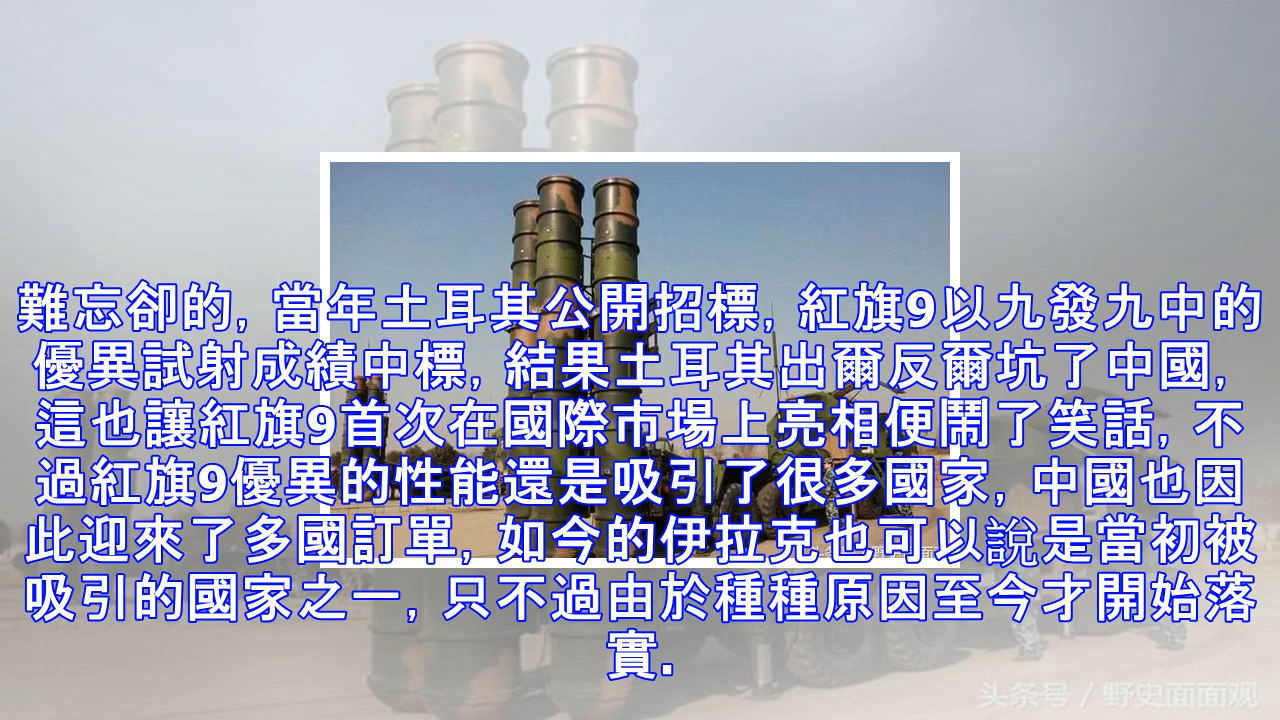 難忘卻的, 當年土耳其公開招標, 紅旗9以九發九中的
優異試射成績中標, 結果土耳其出爾反爾坑了中國,
這也讓紅旗9首次在國際市場上亮相便鬧了笑話, 不
過紅旗9優異的性能還是吸引了很多國家, 中國也因
此迎來了多國訂單, 如今的伊拉克也可以說是當初被
吸引的國家之一, 只不過由於種種原因至今才開始落
實.
头条号 / 野史面面观